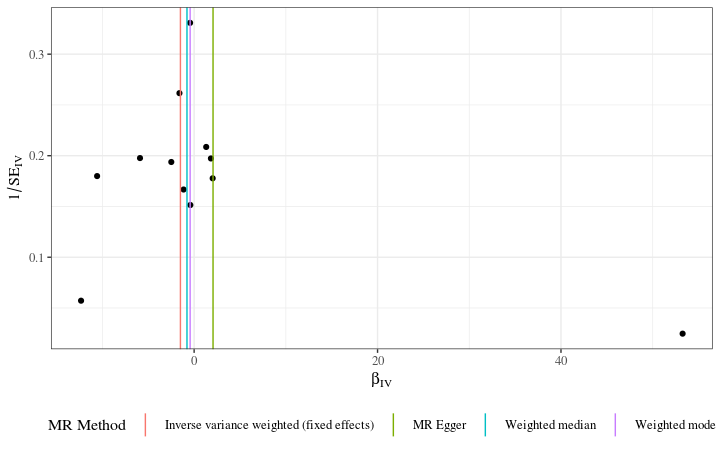 0.3
0.2
0.1
1/SE_IV
0 20 40
β_IV
MR Method Inverse variance weighted (fixed effects) MR Egger Weighted median Weighted mode